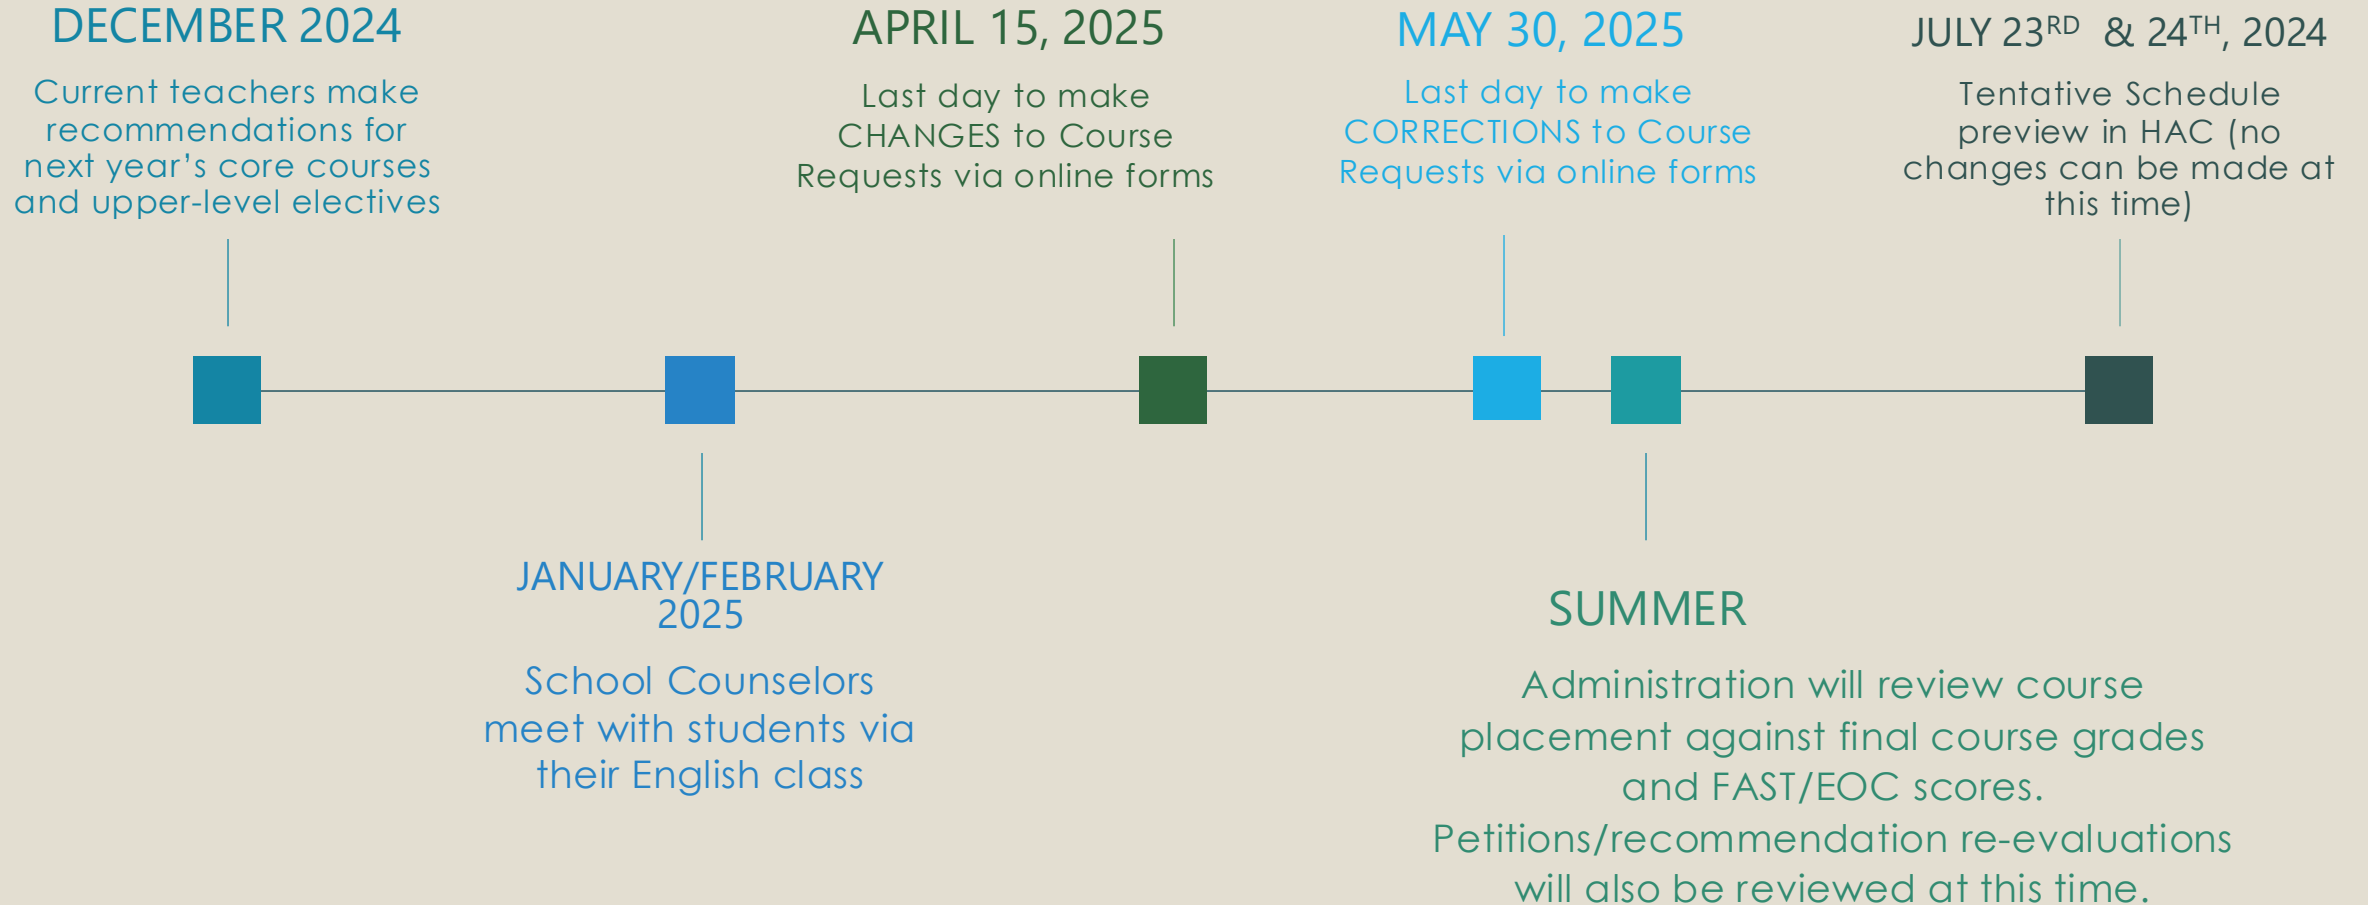 DECEMBER 2024
Current teachers make
recommendations for
next year’s core courses
and upper-level electives
JANUARY/FEBRUARY
2025
School Counselors
meet with students via
their English class
APRIL 15, 2025
Last day to make
CHANGES to Course
Requests via online forms
MAY 30, 2025
Last day to make
CORRECTIONS to Course
Requests via online forms
SUMMER
Administration will review course
placement against final course grades
and FAST/EOC scores.
Petitions/recommendation re-evaluations
will also be reviewed at this time.
JULY 23RD & 24TH, 2024
Tentative Schedule
preview in HAC (no
changes can be made at
this time)